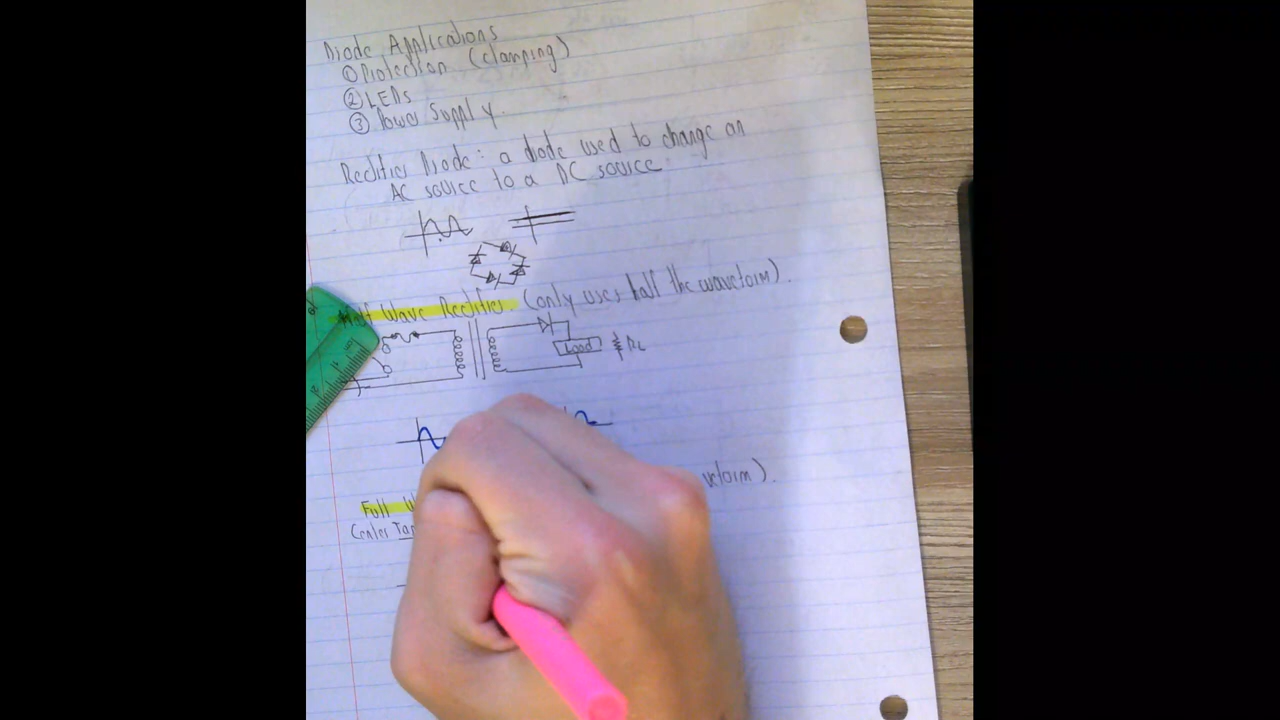 Diode Applications
① Protection (clamping)
② LEDs
③ Power Supply.
Rectifier Diode: a diode used to change an
AC source to a DC source
Half Wave Rectifier (only uses half the waveform).
Load RL
veform).
Full W
Center Tap